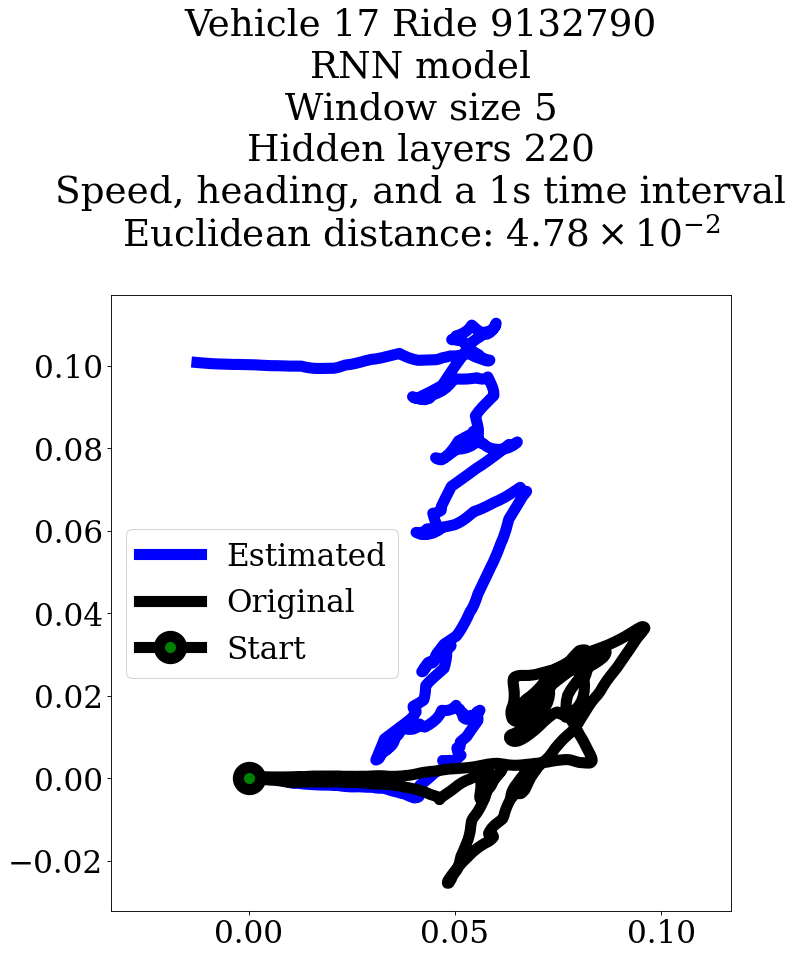 Vehicle 17 Ride 9132790
RNN model
Window size 5
Hidden layers 220
Speed, heading, and a 1s time interval
Euclidean distance: 4.78 × 10⁻²
0.10
0.08
0.06
0.04
0.02
0.00
−0.02
Estimated
Original
Start
0.00 0.05 0.10